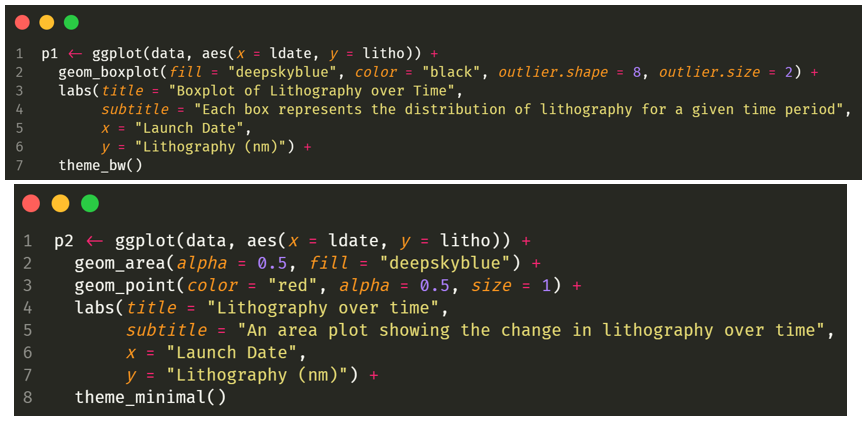 1 p1 <- ggplot(data, aes(x = ldate, y = litho)) +
2 geom_boxplot(fill = "deepskyblue", color = "black", outlier.shape = 8, outlier.size = 2) +
3 labs(title = "Boxplot of Lithography over Time",
4 subtitle = "Each box represents the distribution of lithography for a given time period",
5 x = "Launch Date",
6 y = "Lithography (nm)") +
7 theme_bw()
1 p2 <- ggplot(data, aes(x = ldate, y = litho)) +
2 geom_area(alpha = 0.5, fill = "deepskyblue") +
3 geom_point(color = "red", alpha = 0.5, size = 1) +
4 labs(title = "Lithography over time",
5 subtitle = "An area plot showing the change in lithography over time",
6 x = "Launch Date",
7 y = "Lithography (nm)") +
8 theme_minimal()